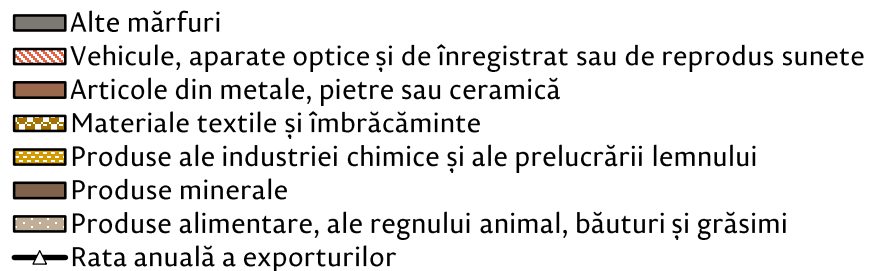 Alte mărfuri
Vehicule, aparate optice și de înregistrat sau de reprodus sunete
Articole din metale, pietre sau ceramică
Materiale textile și îmbrăcăminte
Produse ale industriei chimice și ale prelucrării lemnului
Produse minerale
Produse alimentare, ale regnului animal, băuturi și grăsimi
Rata anuală a exporturilor